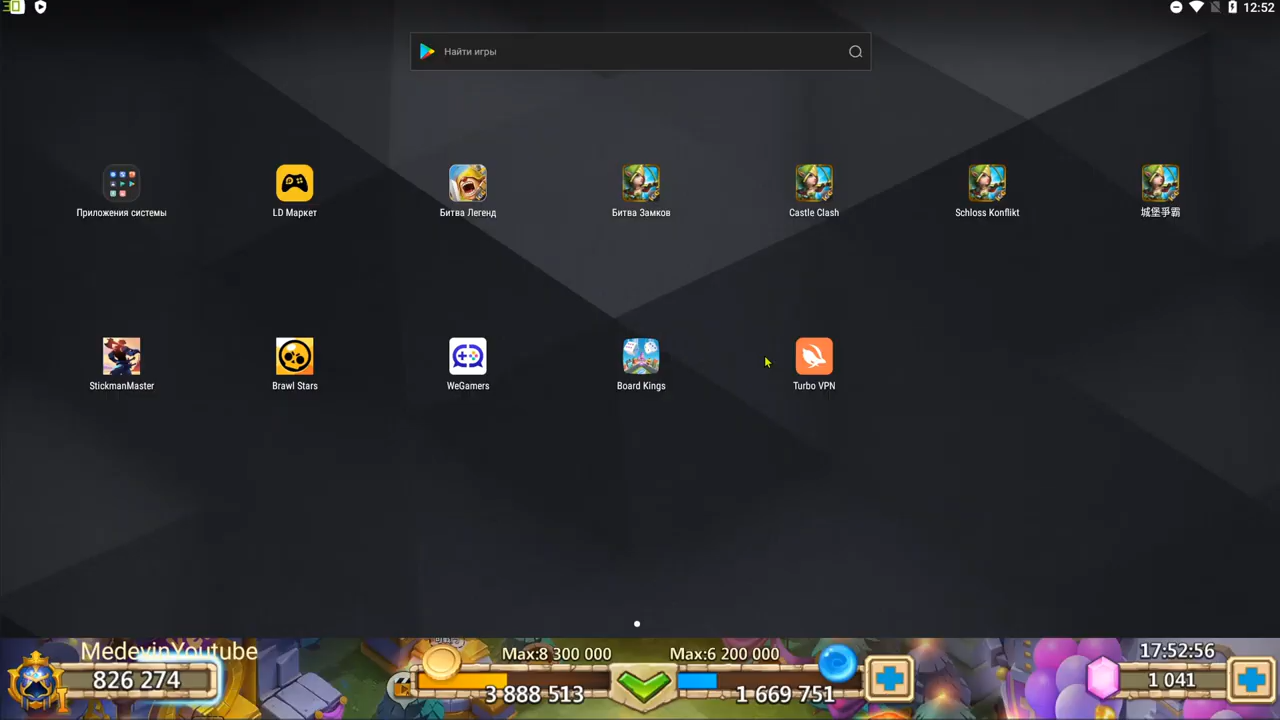 12:52
Найти игры
Приложения системы
LD Маркет
Битва Легенд
Битва Замков
Castle Clash
Schloss Konflikt
城堡爭霸
StickmanMaster
Brawl Stars
WeGamers
Board Kings
Turbo VPN
MedevinYoutube
Max:8 300 000
Max:6 200 000
17:52:56
826 274
3 888 513
1 669 751
1 041